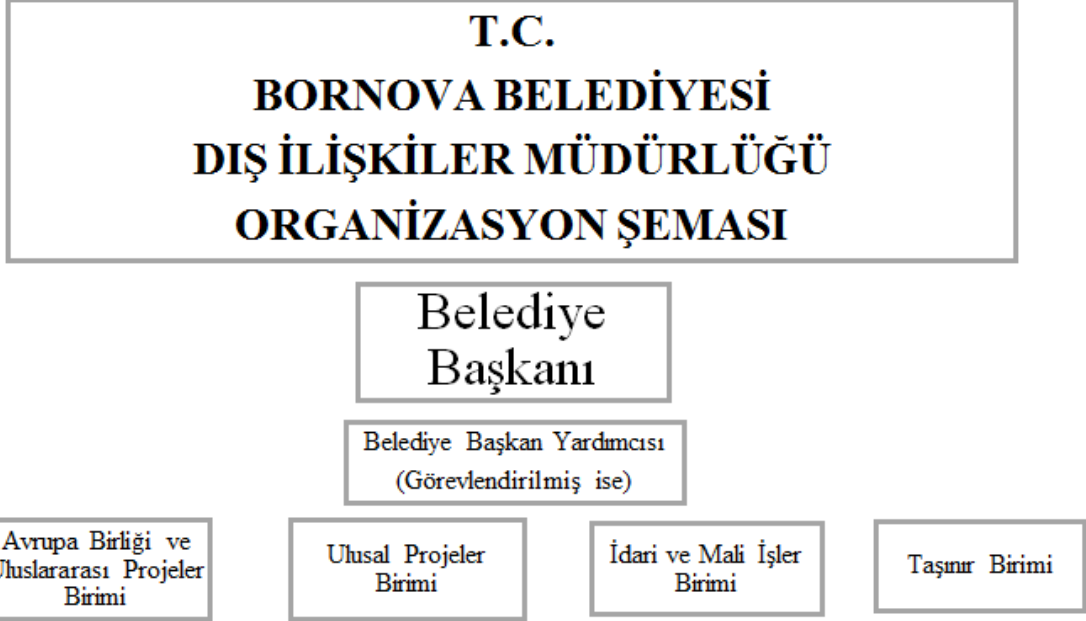 T.C.
BORNOVA BELEDİYESİ
DIŞ İLİŞKİLER MÜDÜRLÜĞÜ
ORGANİZASYON ŞEMASI
Belediye
Başkanı
Belediye Başkan Yardımcısı
(Görevlendirilmiş ise)
Avrupa Birliği ve
Uluslararası Projeler
Birimi
Ulusal Projeler
Birimi
İdari ve Mali İşler
Birimi
Taşınır Birimi